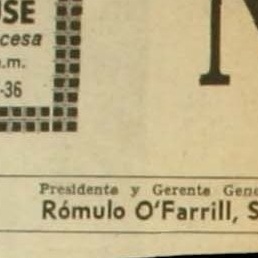 USE
cesa
.m.
-36
N
Presidente y Gerente Gene
Rómulo O'Farrill, S